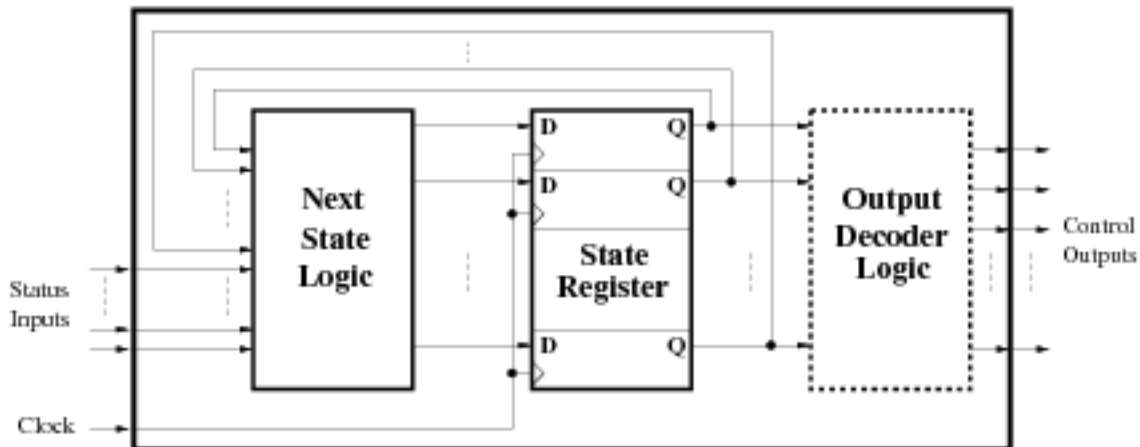 D
Q
D
Q
Next
State
Logic
Output
Decoder
Logic
State
Register
Control
Outputs
Status
Inputs
D
Q
Clock